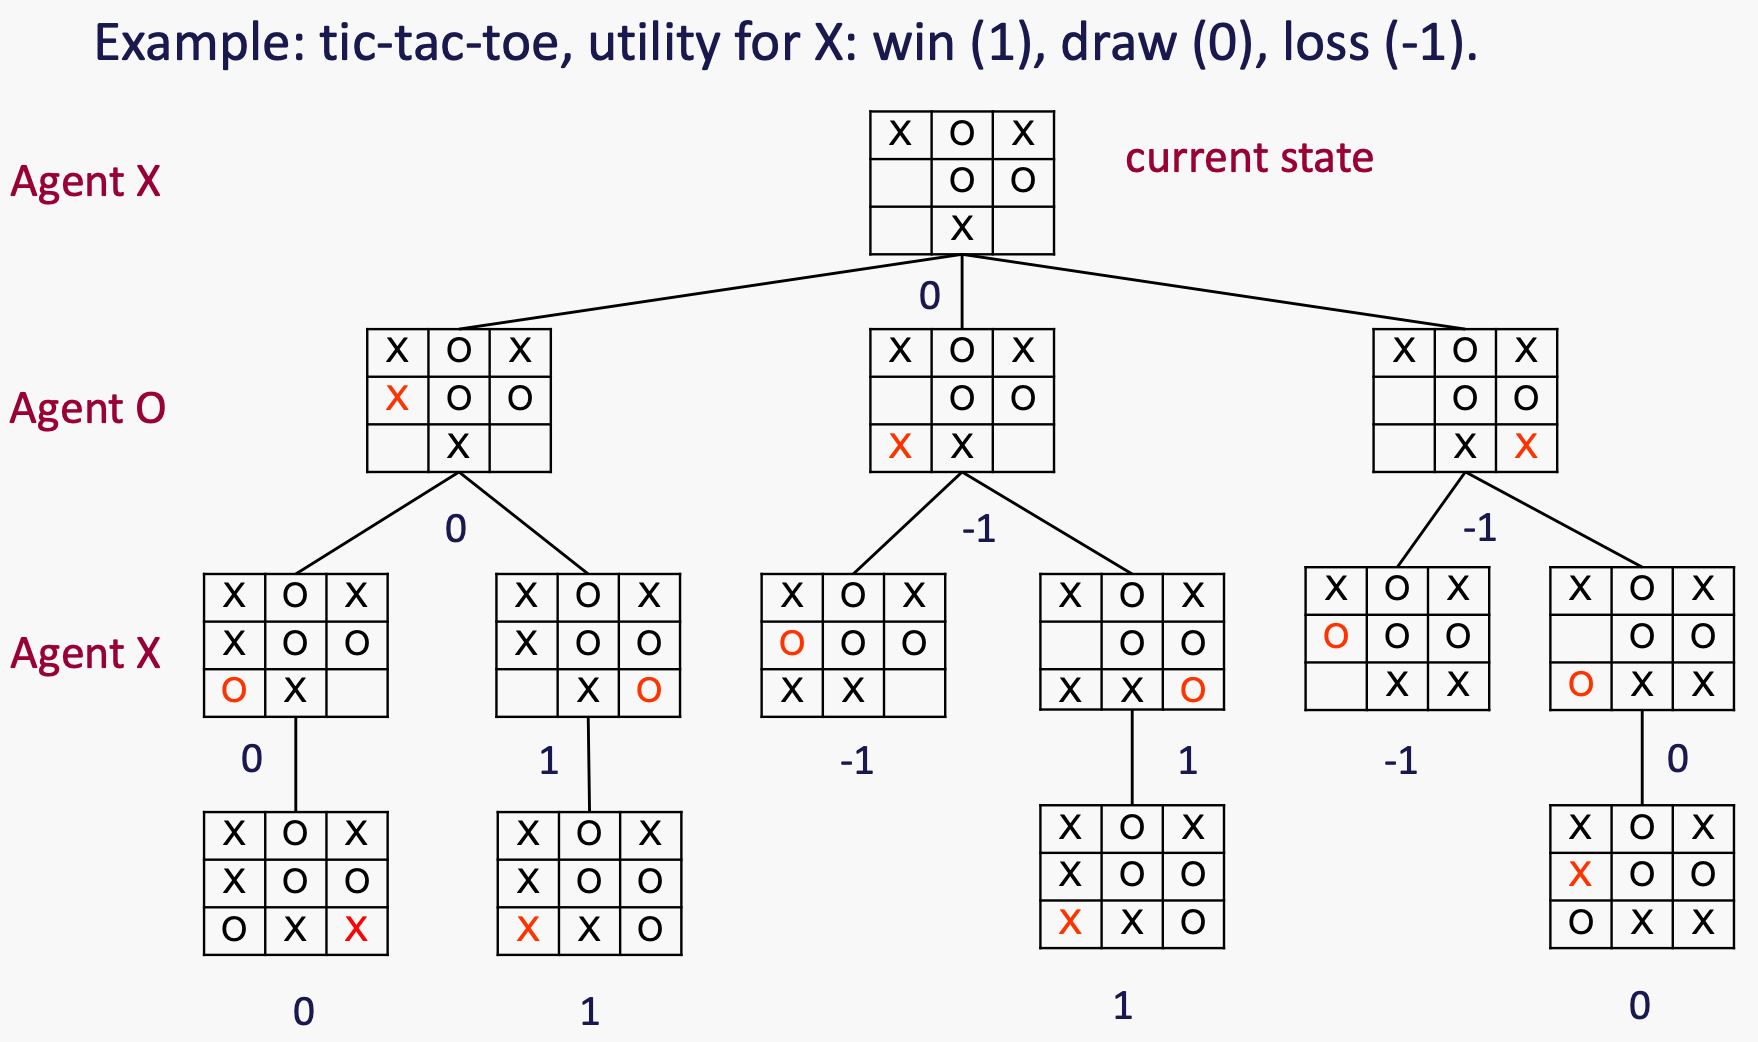 Example: tic-tac-toe, utility for X: win (1), draw (0), loss (-1).
X O X
current state
Agent X
O O
X
0
X O X X O X X O X
Agent O
X O O O O O O
X X X X X
0 -1 -1
X O X X O X X O X X O X X O X X O X
Agent X
X O O X O O O O O O O O O O O O
O X X O X X X X O X X O X X
0 1 -1 1 -1 0
X O X X O X X O X X O X
X O O X O O X O O X O O
O X X X X O X X O O X X
0 1 1 0